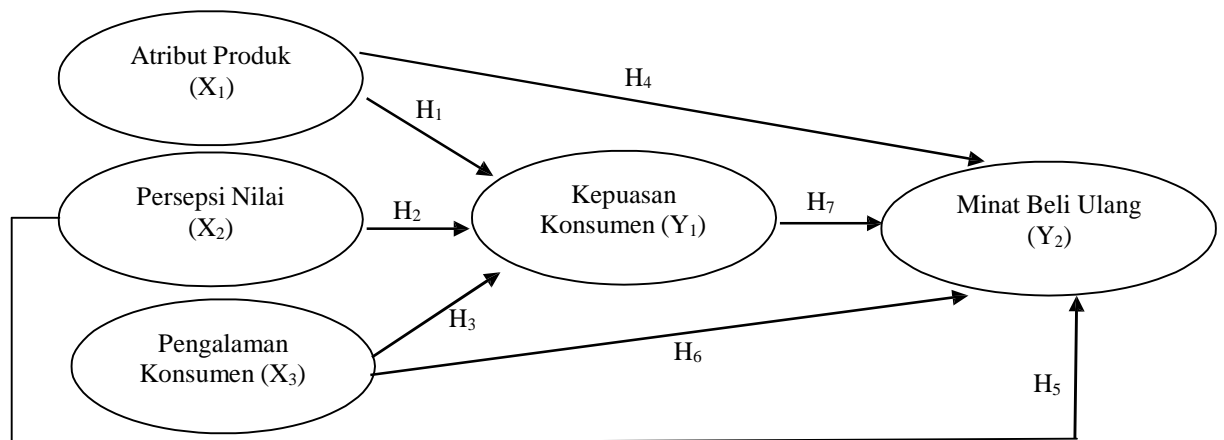 Atribut Produk
(X₁)
H₄
H₁
Persepsi Nilai
(X₂)
H₂
Kepuasan
Konsumen (Y₁)
H₇
Minat Beli Ulang
(Y₂)
H₃
Pengalaman
Konsumen (X₃)
H₆
H₅